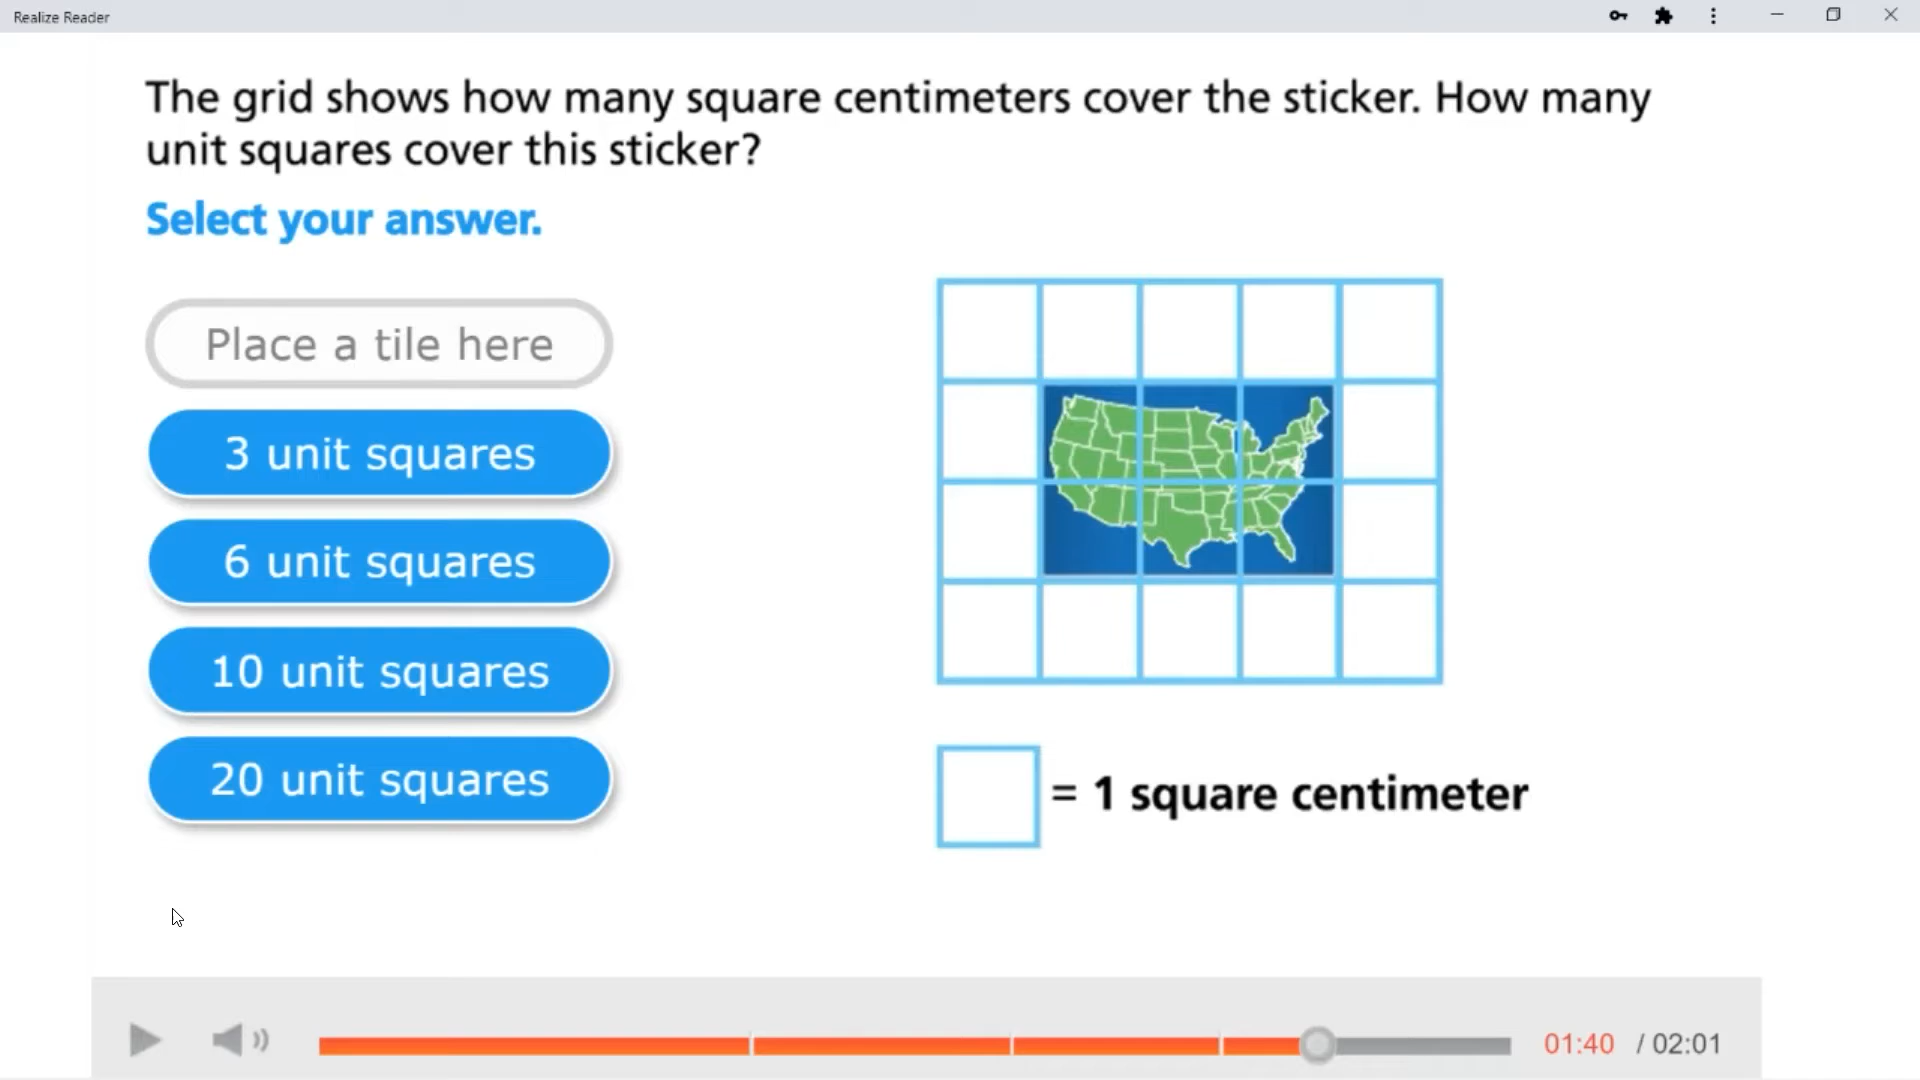 Realize Reader
The grid shows how many square centimeters cover the sticker. How many
unit squares cover this sticker?
Select your answer.
Place a tile here
3 unit squares
6 unit squares
10 unit squares
20 unit squares
= 1 square centimeter
01:40 / 02:01